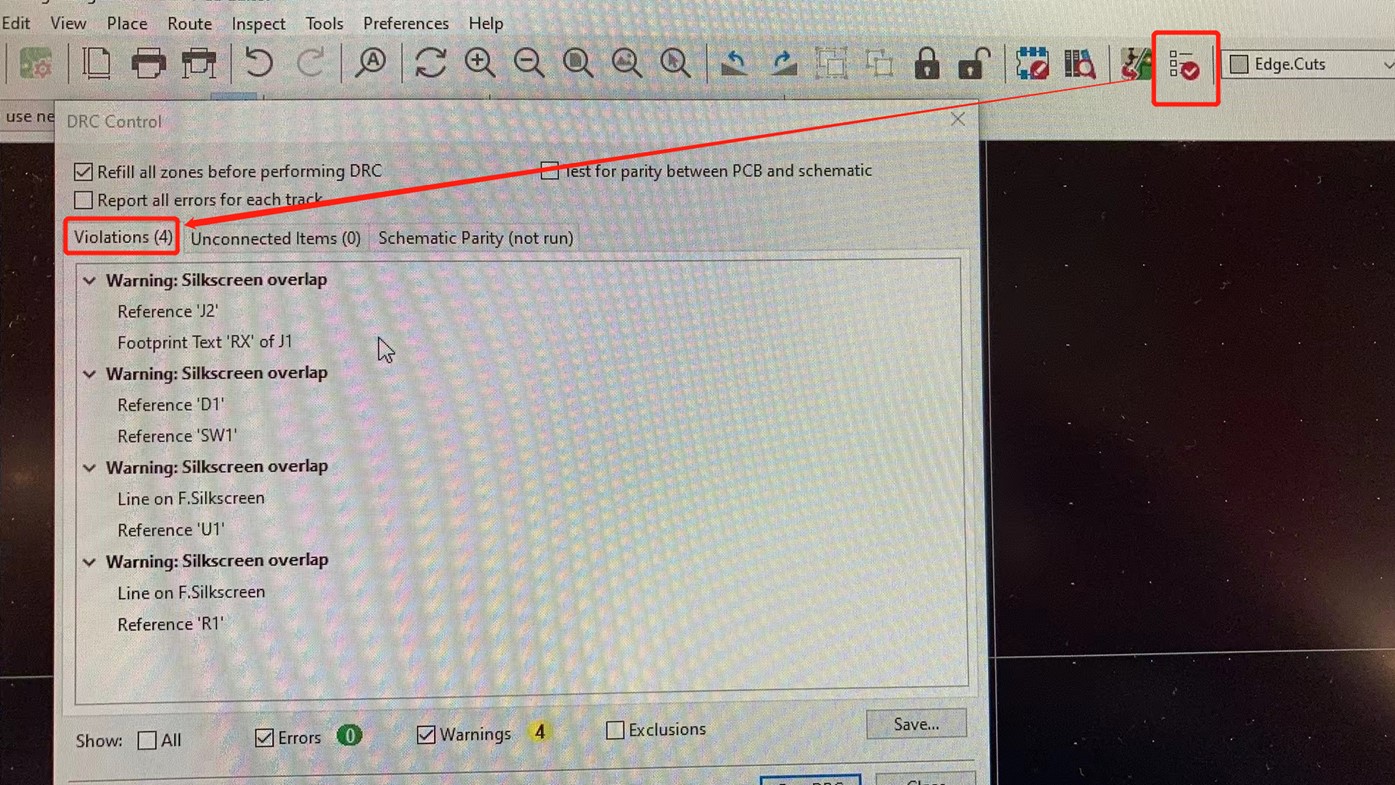 Edit View Place Route Inspect Tools Preferences Help
Edge.Cuts
use ne
DRC Control
Refill all zones before performing DRC
Test for parity between PCB and schematic
Report all errors for each track
Violations (4) Unconnected Items (0) Schematic Parity (not run)
Warning: Silkscreen overlap
Reference 'J2'
Footprint Text 'RX' of J1
Warning: Silkscreen overlap
Reference 'D1'
Reference 'SW1'
Warning: Silkscreen overlap
Line on F.Silkscreen
Reference 'U1'
Warning: Silkscreen overlap
Line on F.Silkscreen
Reference 'R1'
Show: All Errors 0 Warnings 4 Exclusions Save...